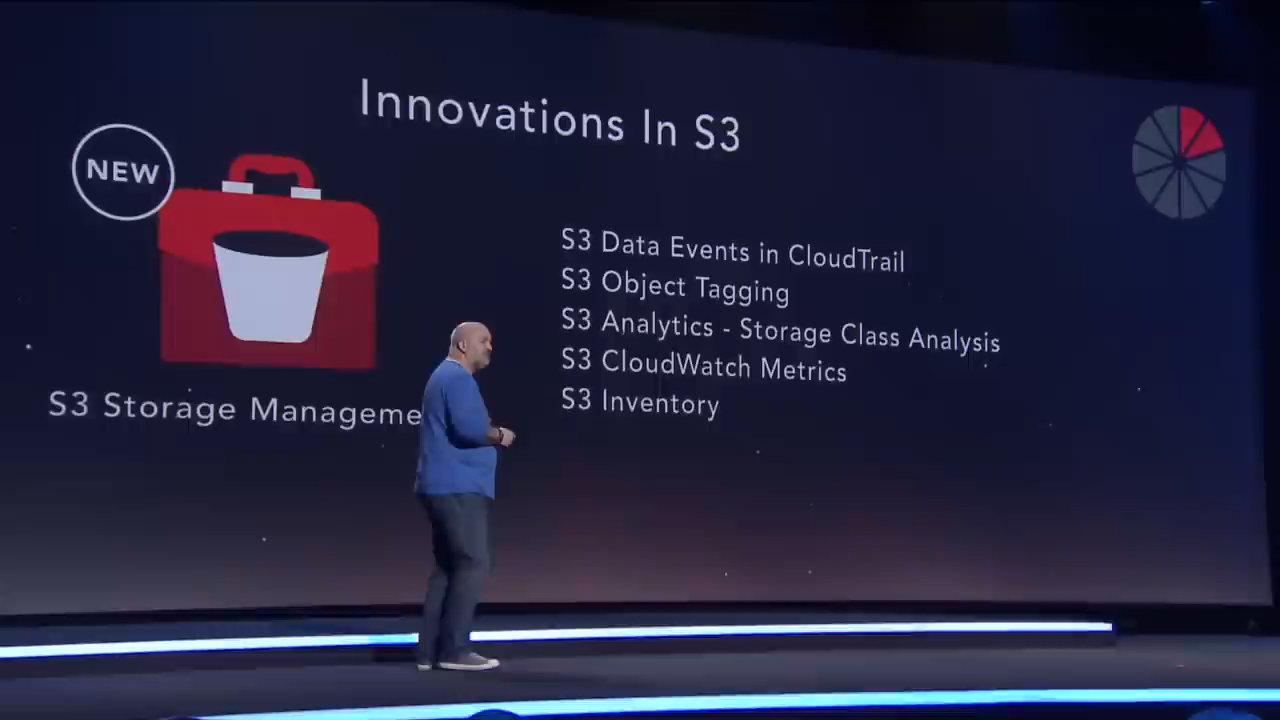 Innovations In S3
NEW
S3 Storage Manageme
S3 Data Events in CloudTrail
S3 Object Tagging
S3 Analytics - Storage Class Analysis
S3 CloudWatch Metrics
S3 Inventory